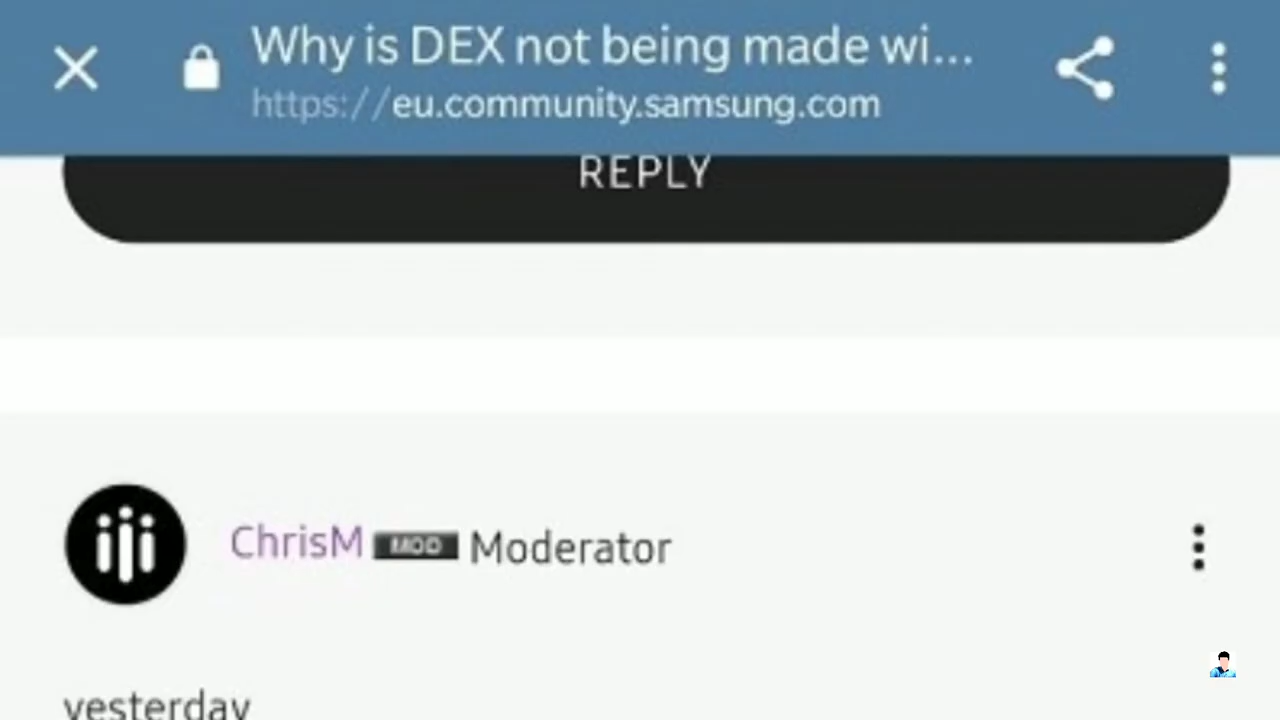 Why is DEX not being made wi...
https://eu.community.samsung.com
REPLY
ChrisM MOD Moderator
yesterday